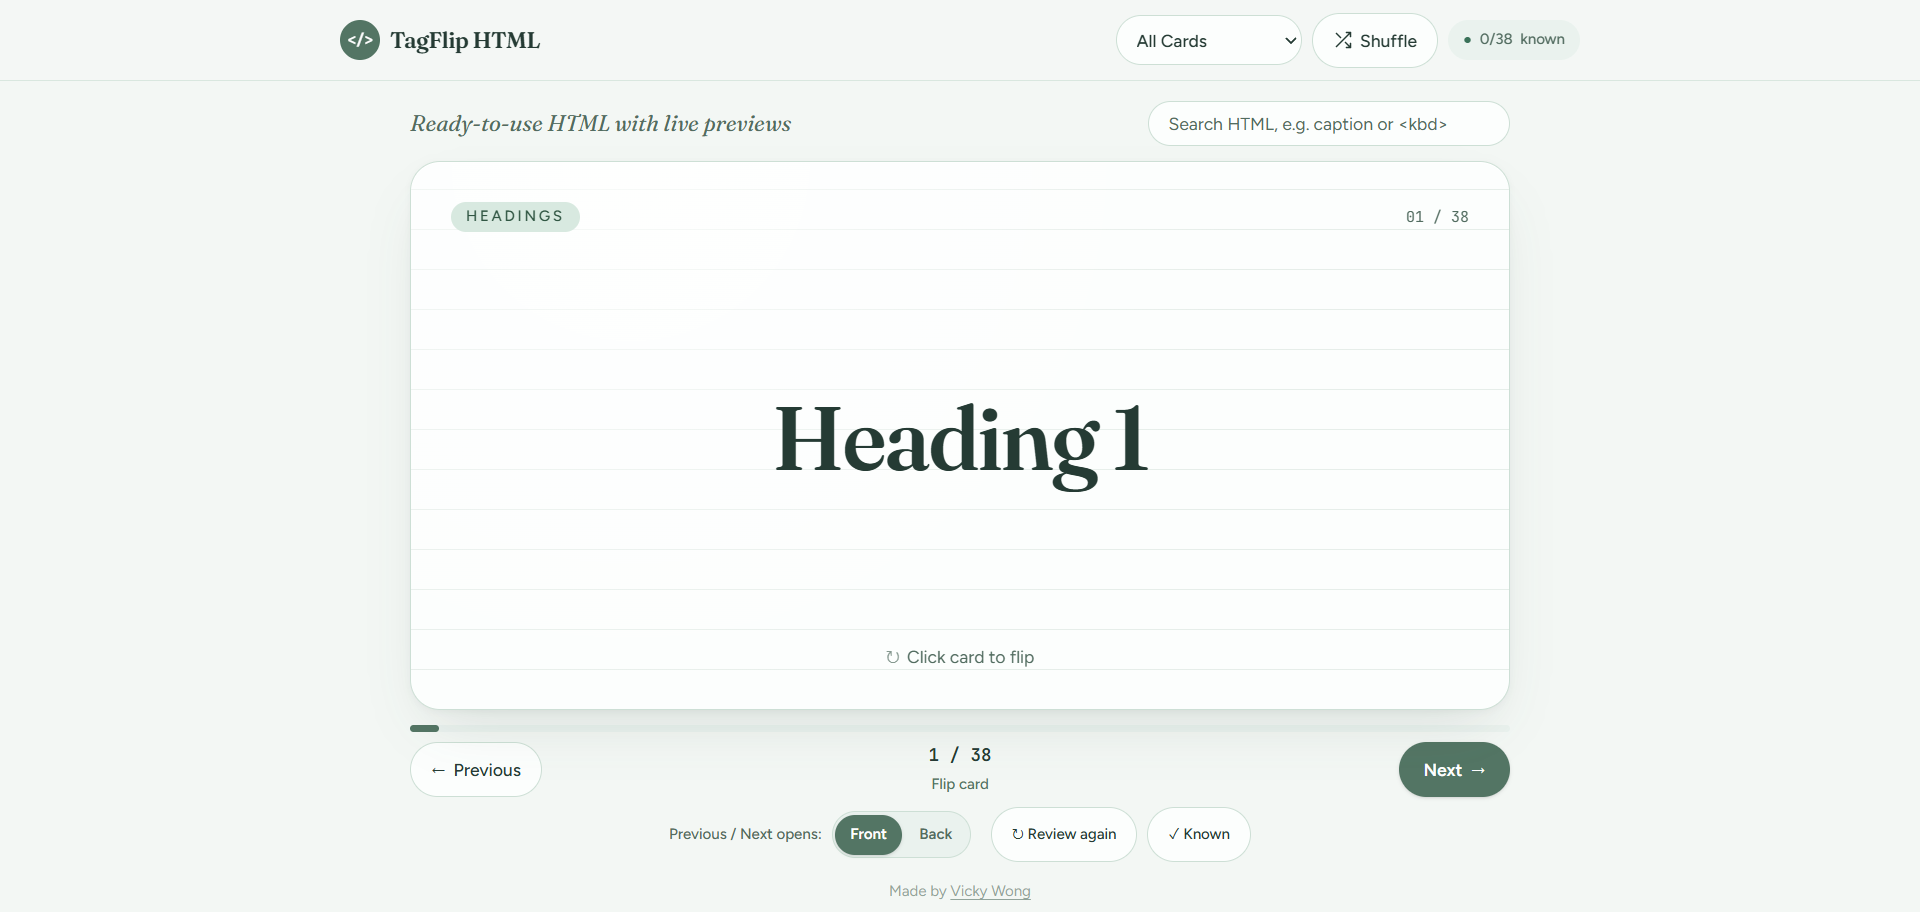 </> TagFlip HTML
All Cards
Shuffle
0/38 known
Ready-to-use HTML with live previews
Search HTML, e.g. caption or <kbd>
HEADINGS
01 / 38
Heading 1
↻ Click card to flip
← Previous
1 / 38
Flip card
Next →
Previous / Next opens:
Front
Back
↻ Review again
✓ Known
Made by Vicky Wong